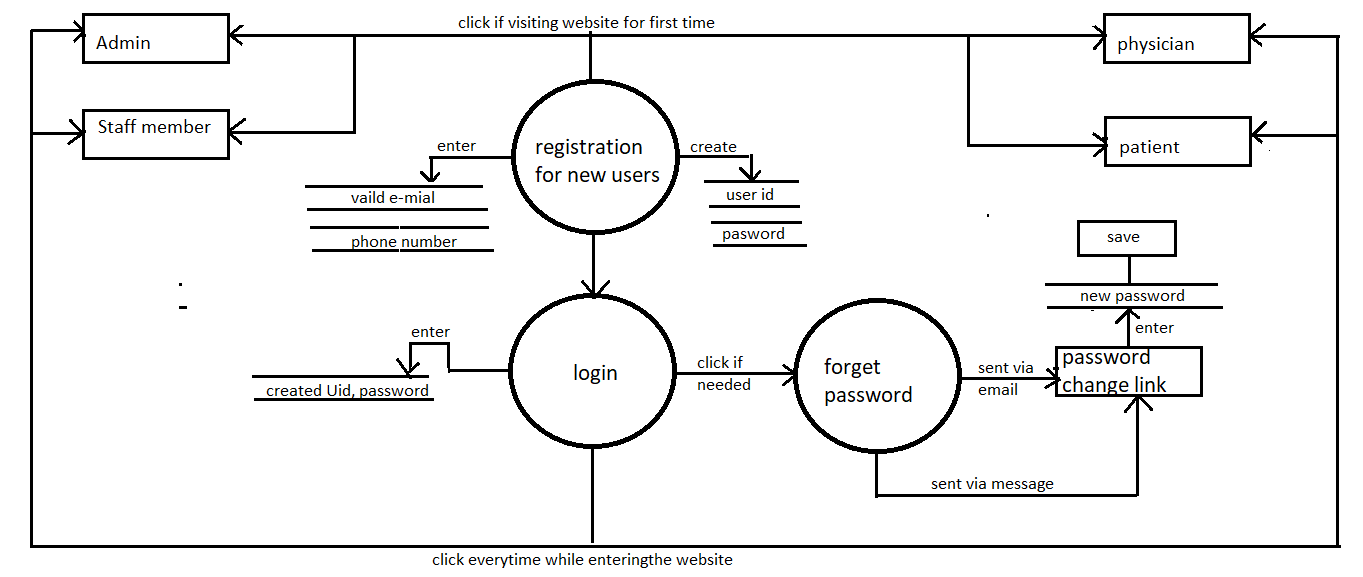 click if visiting website for first time
Admin
physician
Staff member
patient
registration
for new users
enter
create
vaild e-mial
user id
phone number
pasword
save
new password
enter
enter
login
click if
needed
forget
password
sent via
email
password
change link
created Uid, password
sent via message
click everytime while enteringthe website